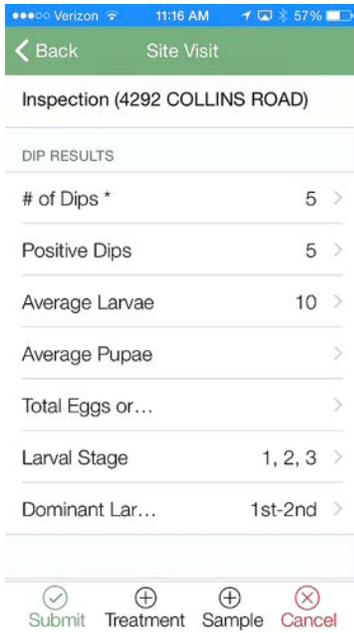 Verizon 11:16 AM 57%
Back Site Visit
Inspection (4292 COLLINS ROAD)
DIP RESULTS
# of Dips * 5
Positive Dips 5
Average Larvae 10
Average Pupae
Total Eggs or…
Larval Stage 1, 2, 3
Dominant Lar… 1st-2nd
Submit Treatment Sample Cancel